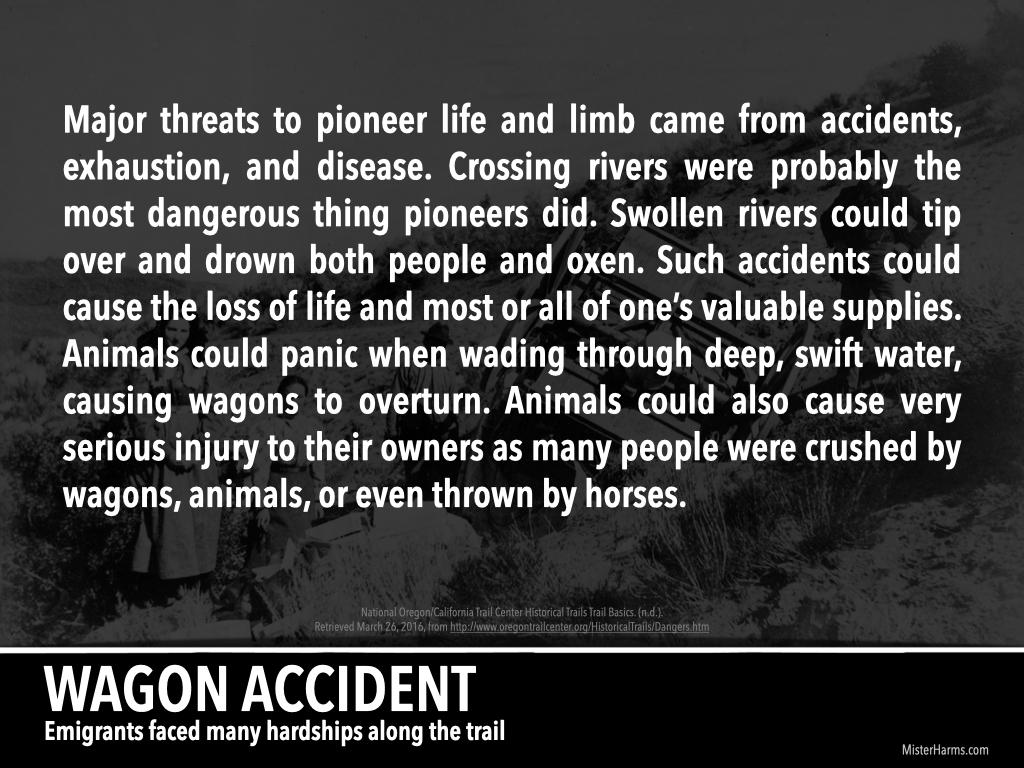 Major threats to pioneer life and limb came from accidents,
exhaustion, and disease. Crossing rivers were probably the
most dangerous thing pioneers did. Swollen rivers could tip
over and drown both people and oxen. Such accidents could
cause the loss of life and most or all of one’s valuable supplies.
Animals could panic when wading through deep, swift water,
causing wagons to overturn. Animals could also cause very
serious injury to their owners as many people were crushed by
wagons, animals, or even thrown by horses.
National Oregon/California Trail Center Historical Trails Trail Basics. (n.d.).
Retrieved March 26, 2016, from http://www.oregontrailcenter.org/HistoricalTrails/Dangers.htm
WAGON ACCIDENT
Emigrants faced many hardships along the trail
MisterHarms.com